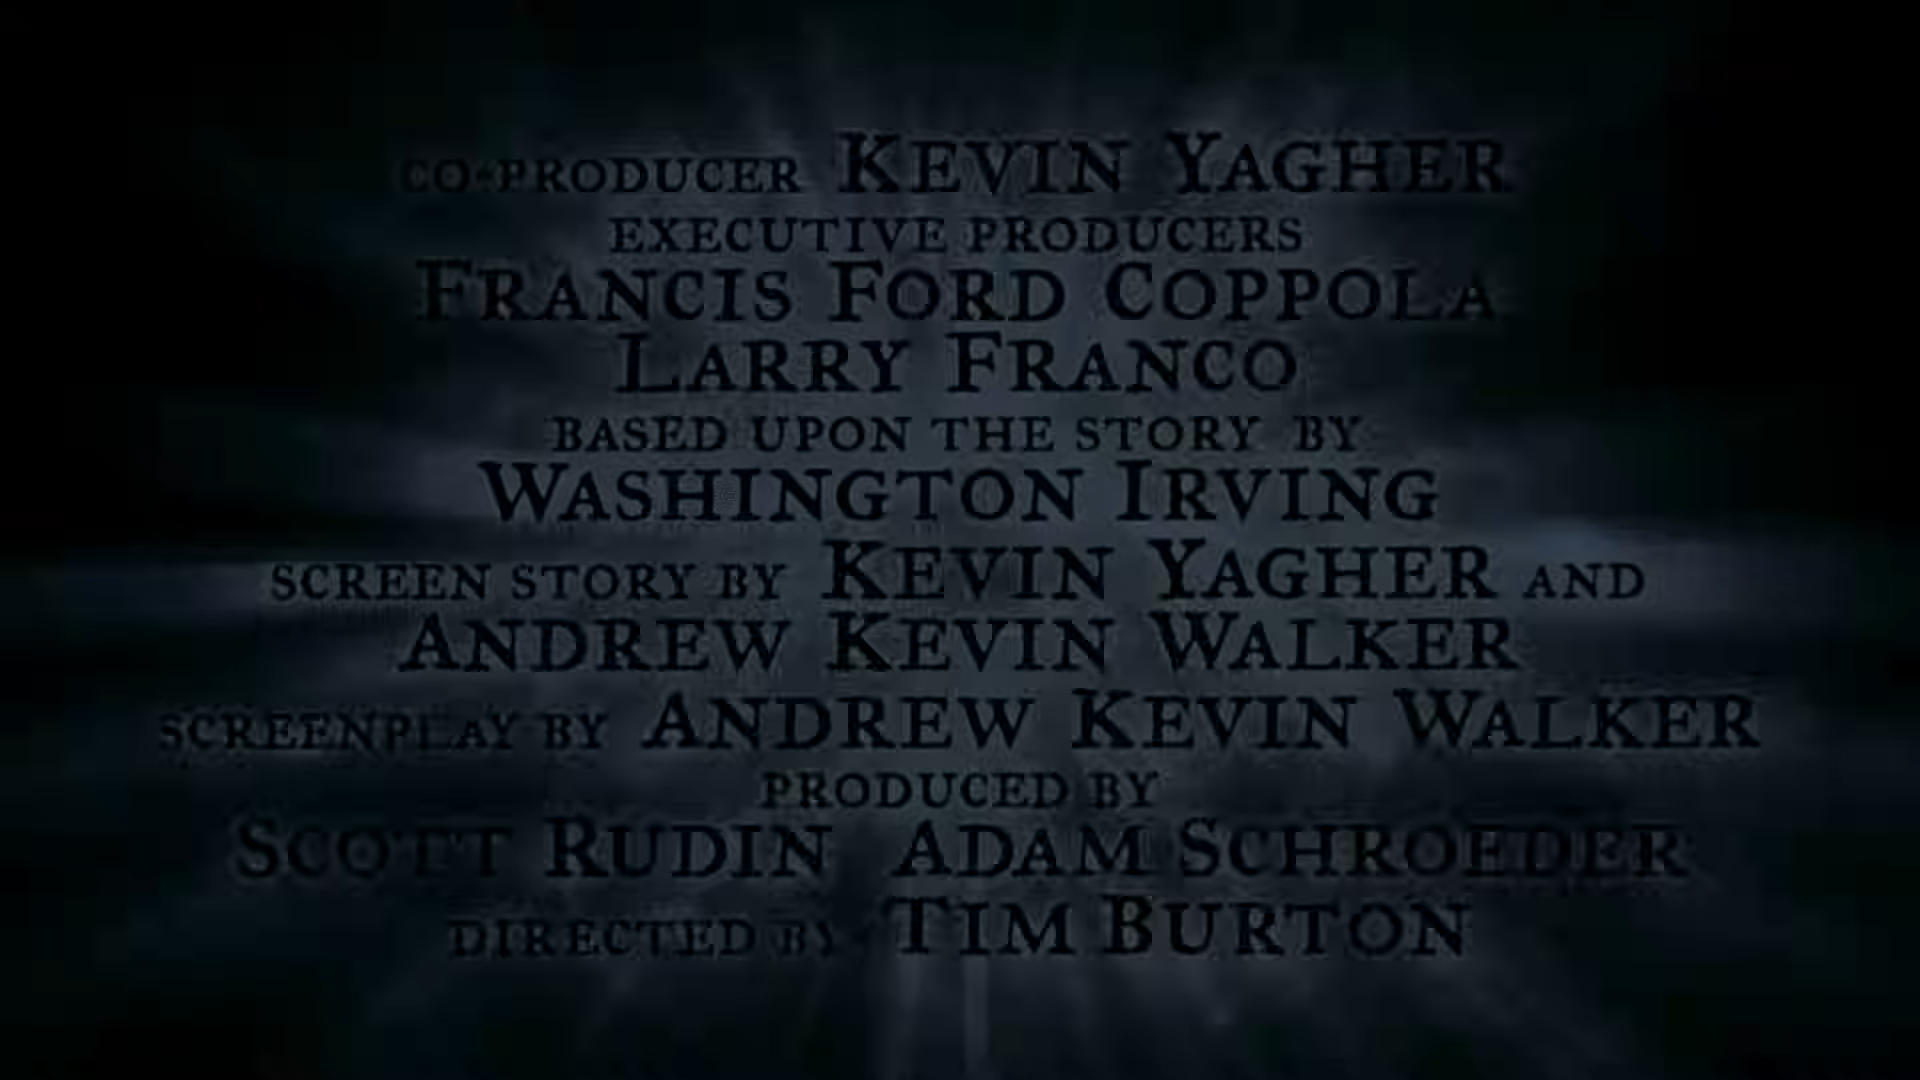 CO-PRODUCER KEVIN YAGHER
EXECUTIVE PRODUCERS
FRANCIS FORD COPPOLA
LARRY FRANCO
BASED UPON THE STORY BY
WASHINGTON IRVING
SCREEN STORY BY KEVIN YAGHER AND
ANDREW KEVIN WALKER
SCREENPLAY BY ANDREW KEVIN WALKER
PRODUCED BY
SCOTT RUDIN ADAM SCHROEDER
DIRECTED BY TIM BURTON